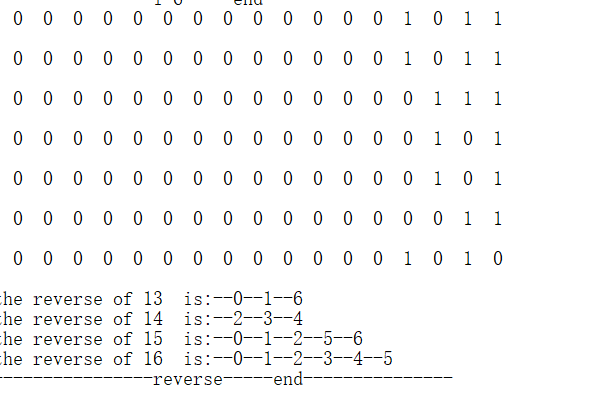 end
0 0 0 0 0 0 0 0 0 0 0 0 0 1 0 1 1
0 0 0 0 0 0 0 0 0 0 0 0 0 1 0 1 1
0 0 0 0 0 0 0 0 0 0 0 0 0 0 1 1 1
0 0 0 0 0 0 0 0 0 0 0 0 0 0 1 0 1
0 0 0 0 0 0 0 0 0 0 0 0 0 0 1 0 1
0 0 0 0 0 0 0 0 0 0 0 0 0 0 0 1 1
0 0 0 0 0 0 0 0 0 0 0 0 0 1 0 1 0
the reverse of 13 is:--0--1--6
the reverse of 14 is:--2--3--4
the reverse of 15 is:--0--1--2--5--6
the reverse of 16 is:--0--1--2--3--4--5
---------------reverse-----end---------------